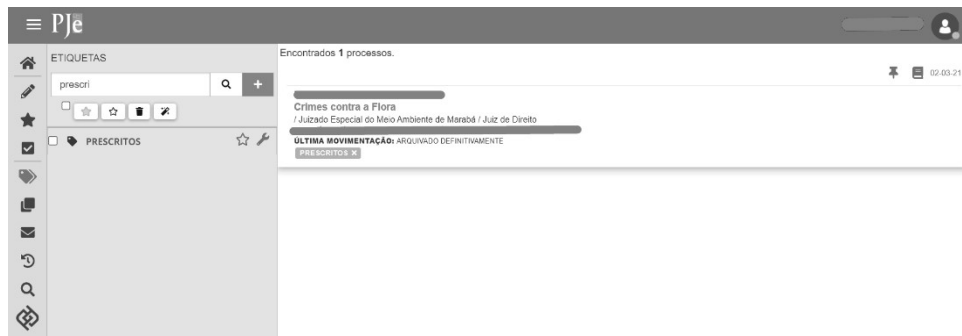 PJe
ETIQUETAS
prescri
PRESCRITOS
Encontrados 1 processos.
02-03-21
Crimes contra a Flora
/ Juizado Especial do Meio Ambiente de Marabá / Juiz de Direito
ÚLTIMA MOVIMENTAÇÃO: ARQUIVADO DEFINITIVAMENTE
PRESCRITOS ×